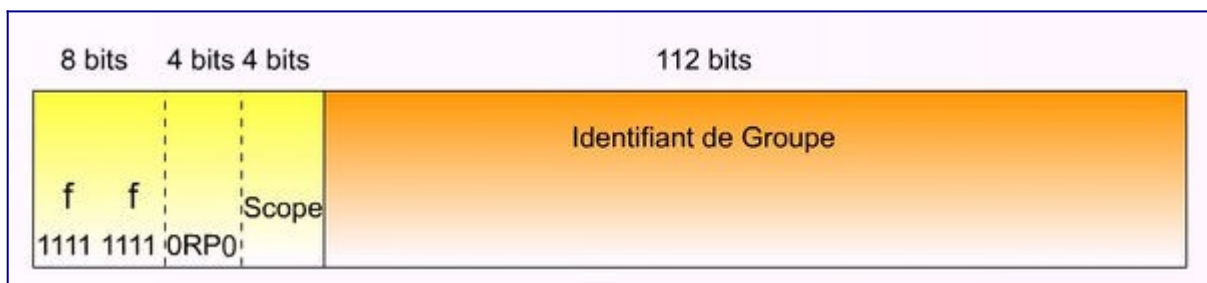 8 bits 4 bits 4 bits 112 bits
Identifiant de Groupe
f f
Scope
1111 1111 0RP0